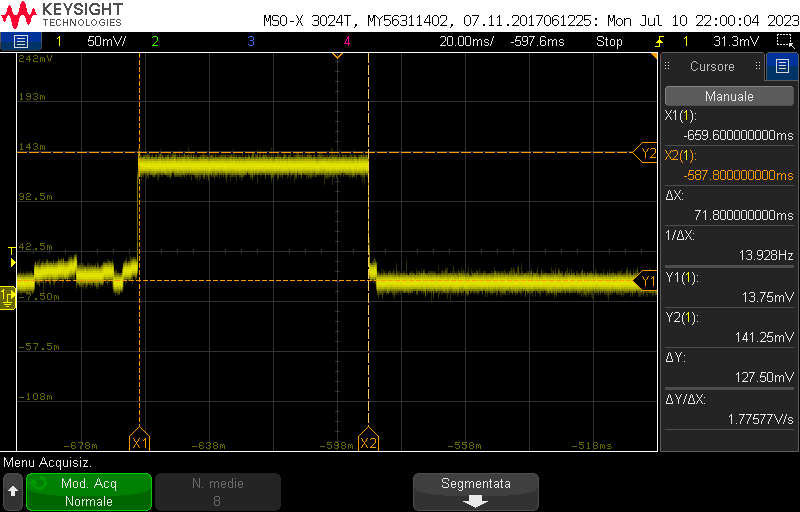 KEYSIGHT
TECHNOLOGIES
MSO-X 3024T, MY56311402, 07.11.2017061225: Mon Jul 10 22:00:04 2023
1 50mV/ 2 3 4 20.00ms/ -597.6ms Stop 1 31.3mV
242mV
193m
143m
92.5m
42.5m
-7.50m
-57.5m
-108m
T
1
Y2
Y1
X1
X2
-678m
-638m
-598m
-558m
-518ms
Cursore
Manuale
X1(1):
-659.600000000ms
X2(1):
-587.800000000ms
ΔX:
71.800000000ms
1/ΔX:
13.928Hz
Y1(1):
13.75mV
Y2(1):
141.25mV
ΔY:
127.50mV
ΔY/ΔX:
1.77577V/s
Menu Acquisiz.
Mod. Acq
Normale
N. medie
8
Segmentata